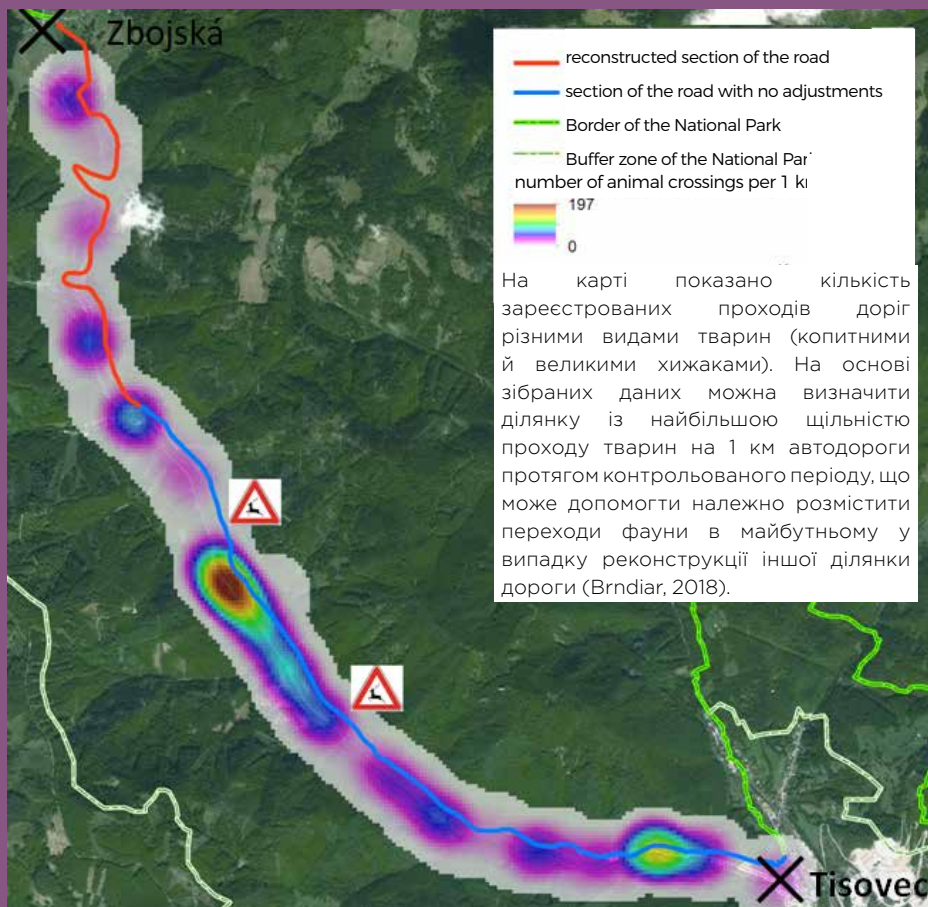 Zbojská
reconstructed section of the road
section of the road with no adjustments
Border of the National Park
Buffer zone of the National Par
number of animal crossings per 1 k
197
0
На карті показано кількість
зареєстрованих проходів доріг
різними видами тварин (копитними
й великими хижаками). На основі
зібраних даних можна визначити
ділянку із найбільшою щільністю
проходу тварин на 1 км автодороги
протягом контрольованого періоду, що
може допомогти належно розмістити
переходи фауни в майбутньому у
випадку реконструкції іншої ділянки
дороги (Brndiar, 2018).
Tisovec